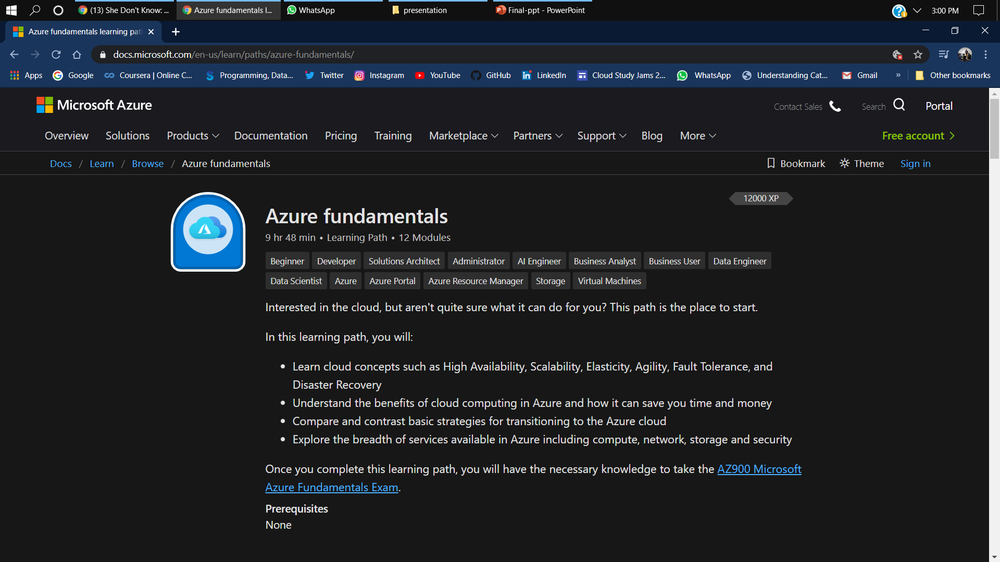 (13) She Don't Know: ...
Azure fundamentals l...
WhatsApp
presentation
Final-ppt - PowerPoint
3:00 PM
Azure fundamentals learning pat
docs.microsoft.com/en-us/learn/paths/azure-fundamentals/
Apps
Google
Coursera | Online C...
Programming, Data...
Twitter
Instagram
YouTube
GitHub
LinkedIn
Cloud Study Jams 2...
WhatsApp
Understanding Cat...
Gmail
»
Other bookmarks
Microsoft Azure
Contact Sales
Search
Portal
Overview
Solutions
Products
Documentation
Pricing
Training
Marketplace
Partners
Support
Blog
More
Free account
Docs / Learn / Browse / Azure fundamentals
Bookmark
Theme
Sign in
12000 XP
Azure fundamentals
9 hr 48 min • Learning Path • 12 Modules
Beginner Developer Solutions Architect Administrator AI Engineer Business Analyst Business User Data Engineer
Data Scientist Azure Azure Portal Azure Resource Manager Storage Virtual Machines
Interested in the cloud, but aren't quite sure what it can do for you? This path is the place to start.
In this learning path, you will:
• Learn cloud concepts such as High Availability, Scalability, Elasticity, Agility, Fault Tolerance, and
Disaster Recovery
• Understand the benefits of cloud computing in Azure and how it can save you time and money
• Compare and contrast basic strategies for transitioning to the Azure cloud
• Explore the breadth of services available in Azure including compute, network, storage and security
Once you complete this learning path, you will have the necessary knowledge to take the AZ900 Microsoft
Azure Fundamentals Exam.
Prerequisites
None